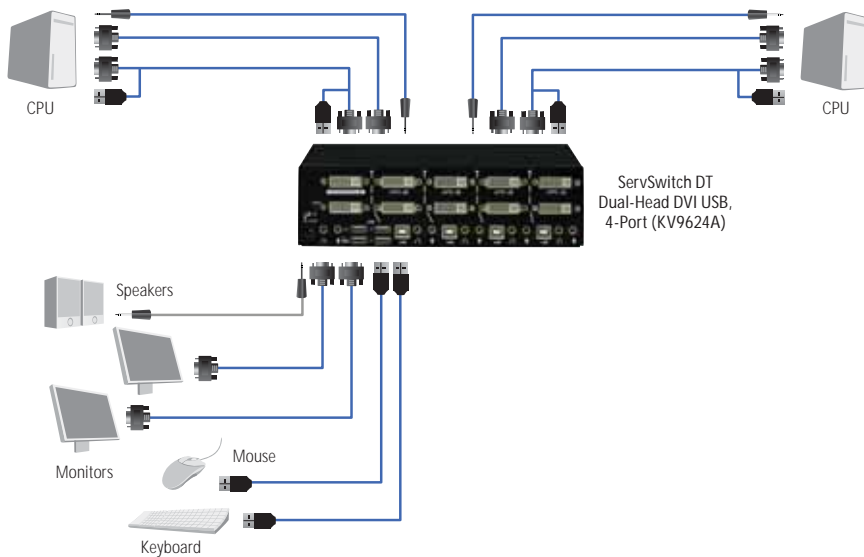 CPU
CPU
ServSwitch DT
Dual-Head DVI USB,
4-Port (KV9624A)
Speakers
Monitors
Mouse
Keyboard